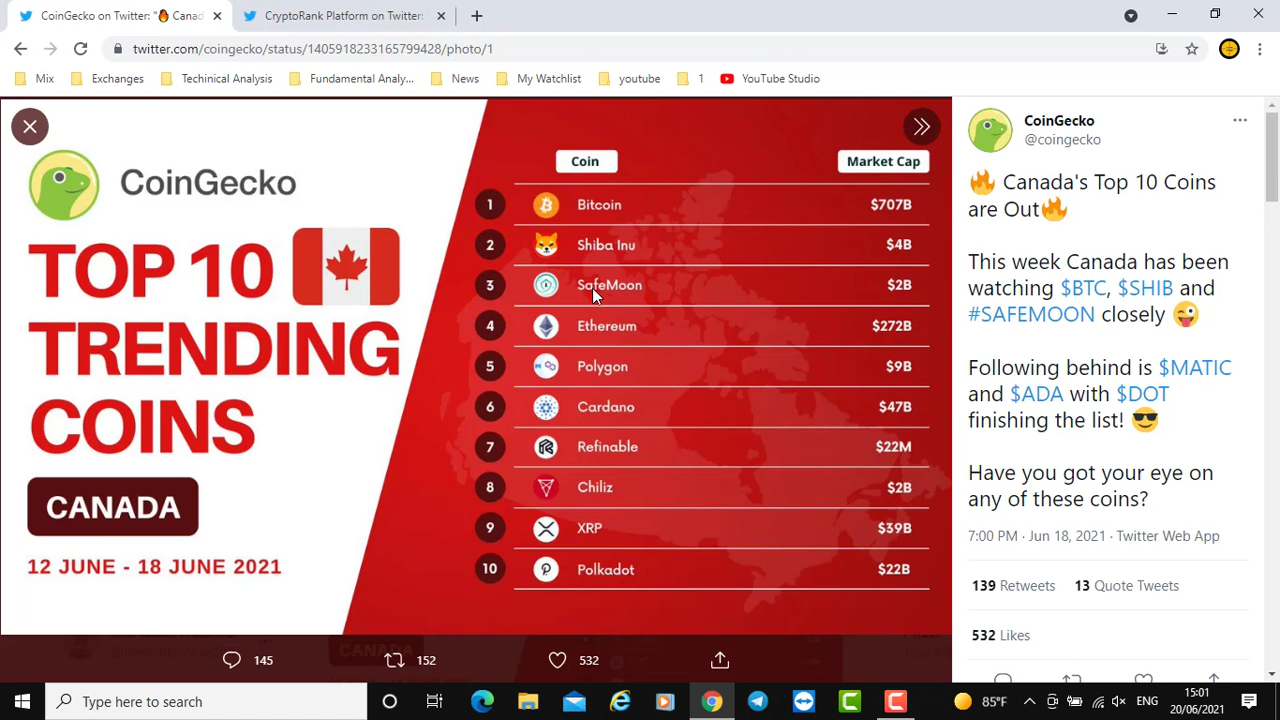 CoinGecko on Twitter: "🔥 Canad
CryptoRank Platform on Twitter:
twitter.com/coingecko/status/1405918233165799428/photo/1
Mix
Exchanges
Techinical Analysis
Fundamental Analy...
News
My Watchlist
youtube
1
YouTube Studio
CoinGecko
TOP 10
TRENDING
COINS
CANADA
12 JUNE - 18 JUNE 2021
Coin Market Cap
1 Bitcoin $707B
2 Shiba Inu $4B
3 SafeMoon $2B
4 Ethereum $272B
5 Polygon $9B
6 Cardano $47B
7 Refinable $22M
8 Chiliz $2B
9 XRP $39B
10 Polkadot $22B
145
152
532
CoinGecko
@coingecko
🔥 Canada's Top 10 Coins
are Out🔥
This week Canada has been
watching $BTC, $SHIB and
#SAFEMOON closely 😜
Following behind is $MATIC
and $ADA with $DOT
finishing the list! 😎
Have you got your eye on
any of these coins?
7:00 PM · Jun 18, 2021 · Twitter Web App
139 Retweets 13 Quote Tweets
532 Likes
Type here to search
85°F
ENG
15:01
20/06/2021